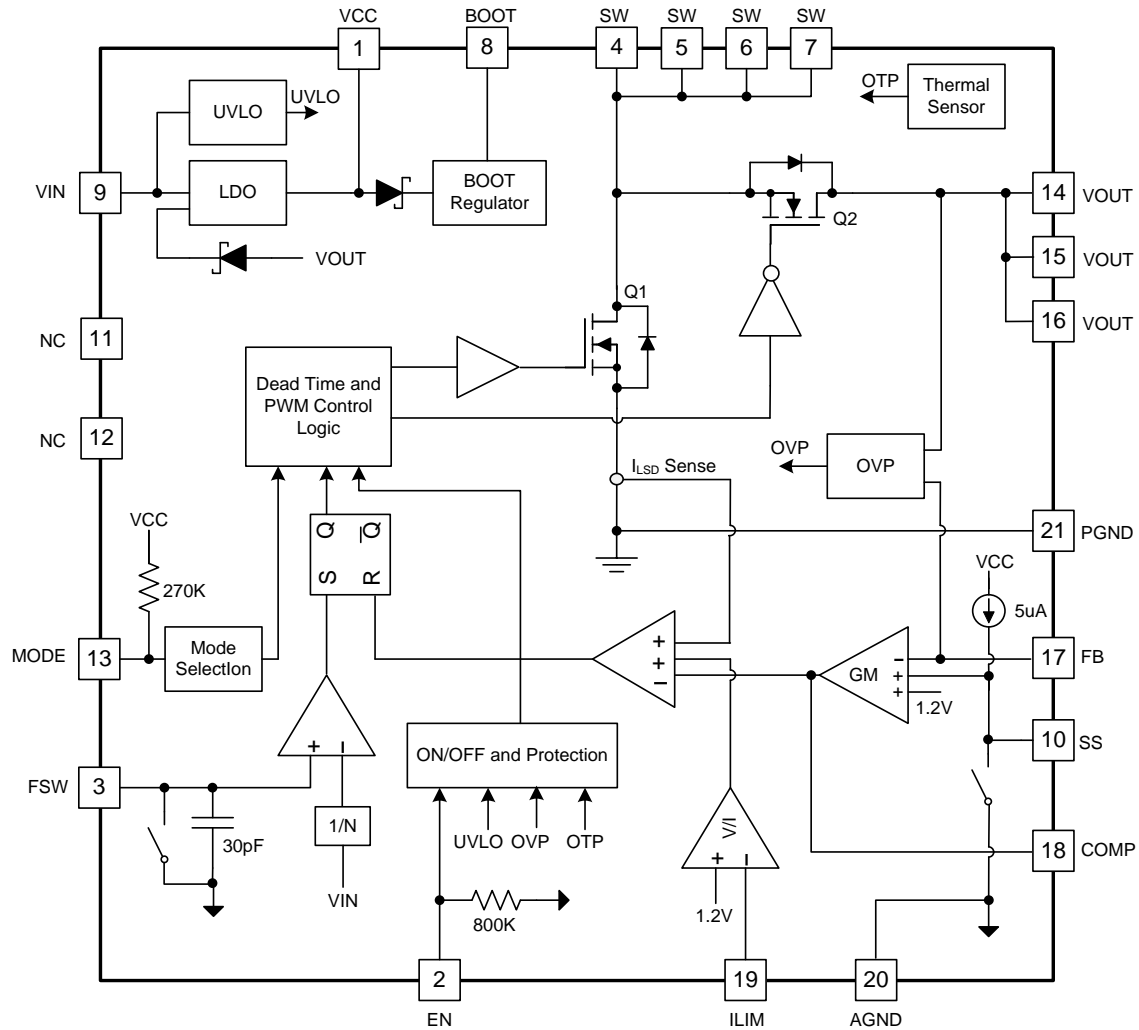 VCC
BOOT
SW
SW
SW
SW
1
8
4
5
6
7
UVLO
UVLO
OTP
Thermal
Sensor
VIN
9
LDO
BOOT
Regulator
14
VOUT
Q2
VOUT
15
VOUT
Q1
16
VOUT
NC
11
Dead Time and
PWM Control
Logic
NC
12
OVP
OVP
ILSD Sense
VCC
S
Q
R
Q
21
PGND
VCC
270K
5uA
MODE
13
Mode
SelectIon
+
+
−
GM
−
+
+
1.2V
17
FB
ON/OFF and Protection
10
SS
FSW
3
+
−
30pF
1/N
UVLO
OVP
OTP
V/I
+
−
18
COMP
VIN
800K
1.2V
2
19
20
EN
ILIM
AGND